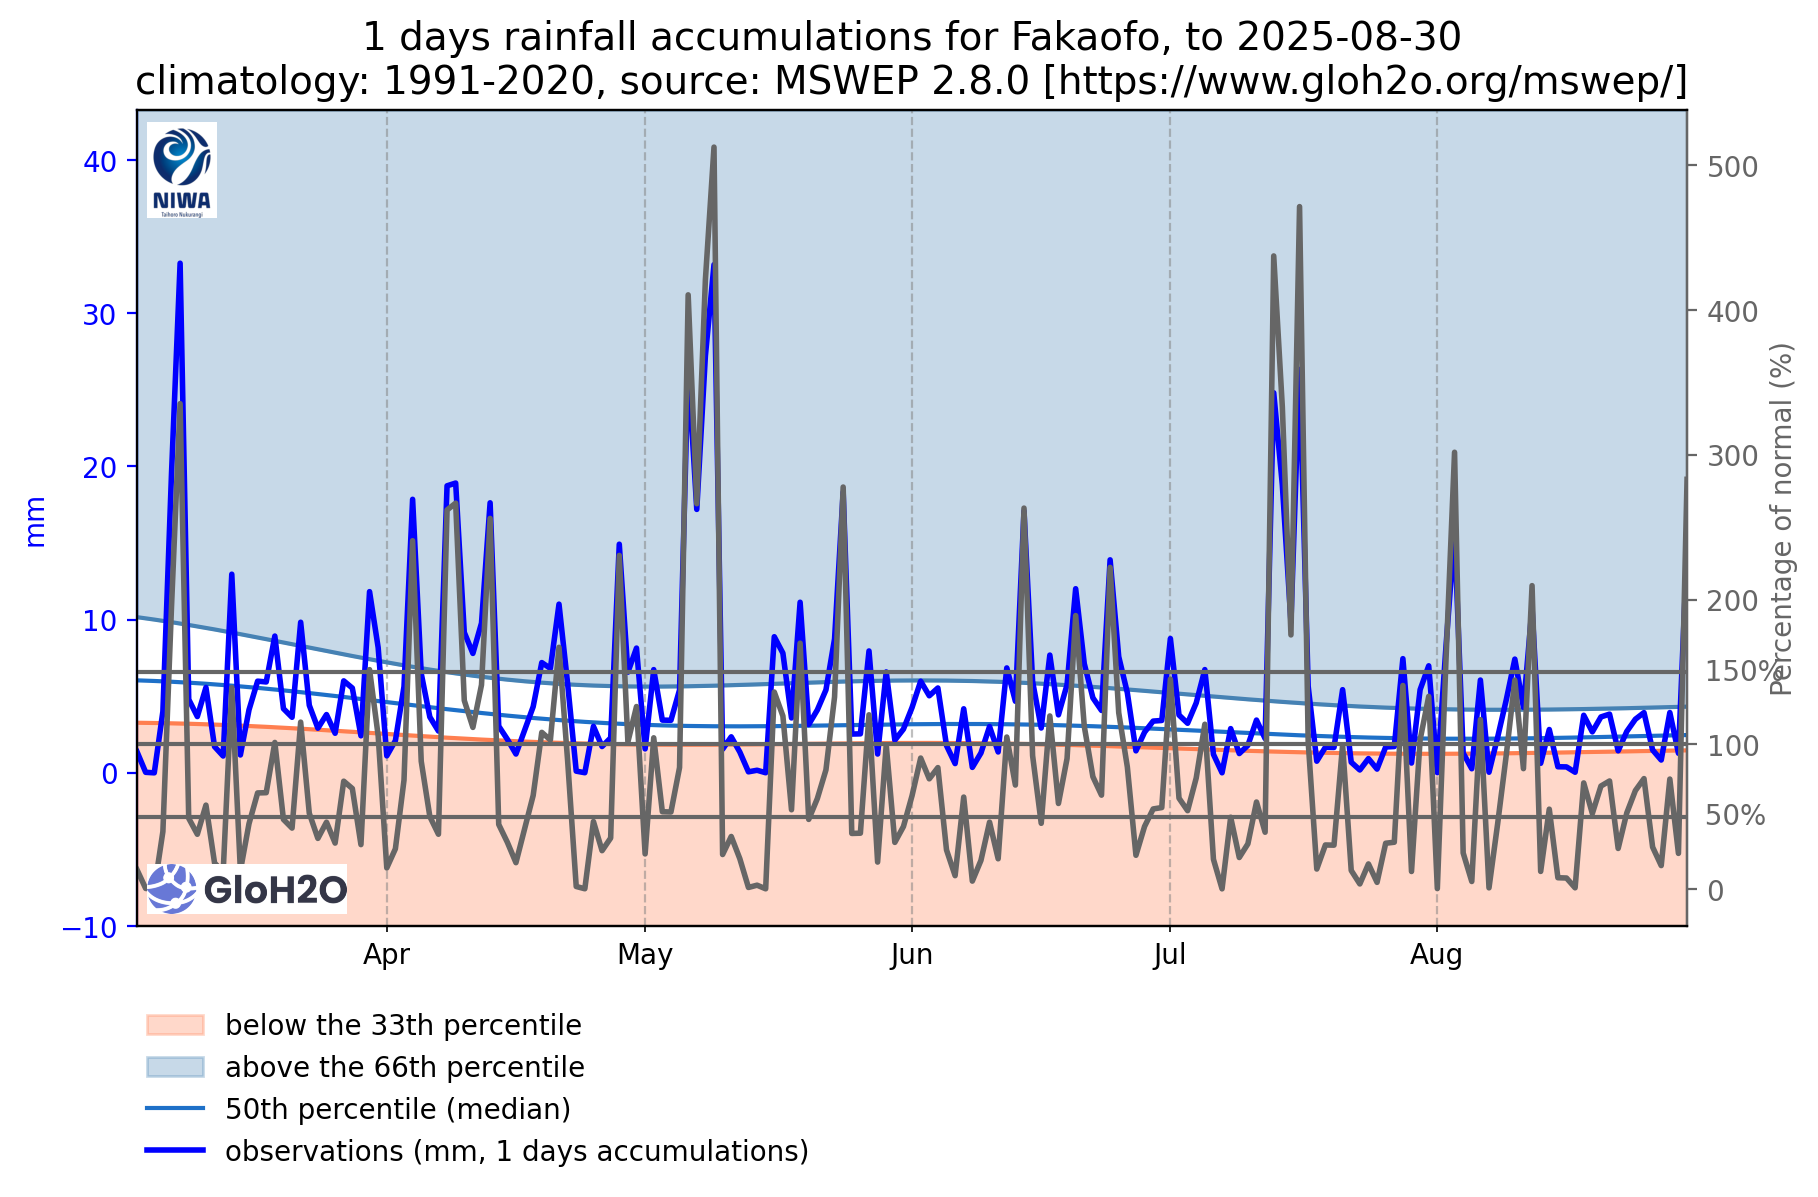 1 days rainfall accumulations for Fakaofo, to 2025-08-30
climatology: 1991-2020, source: MSWEP 2.8.0 [https://www.gloh2o.org/mswep/]
NIWA
Taihoro Nukurangi
40
30
20
10
0
−10
mm
500
400
300
200
150%
100
50%
0
Percentage of normal (%)
GloH2O
Apr
May
Jun
Jul
Aug
below the 33th percentile
above the 66th percentile
50th percentile (median)
observations (mm, 1 days accumulations)